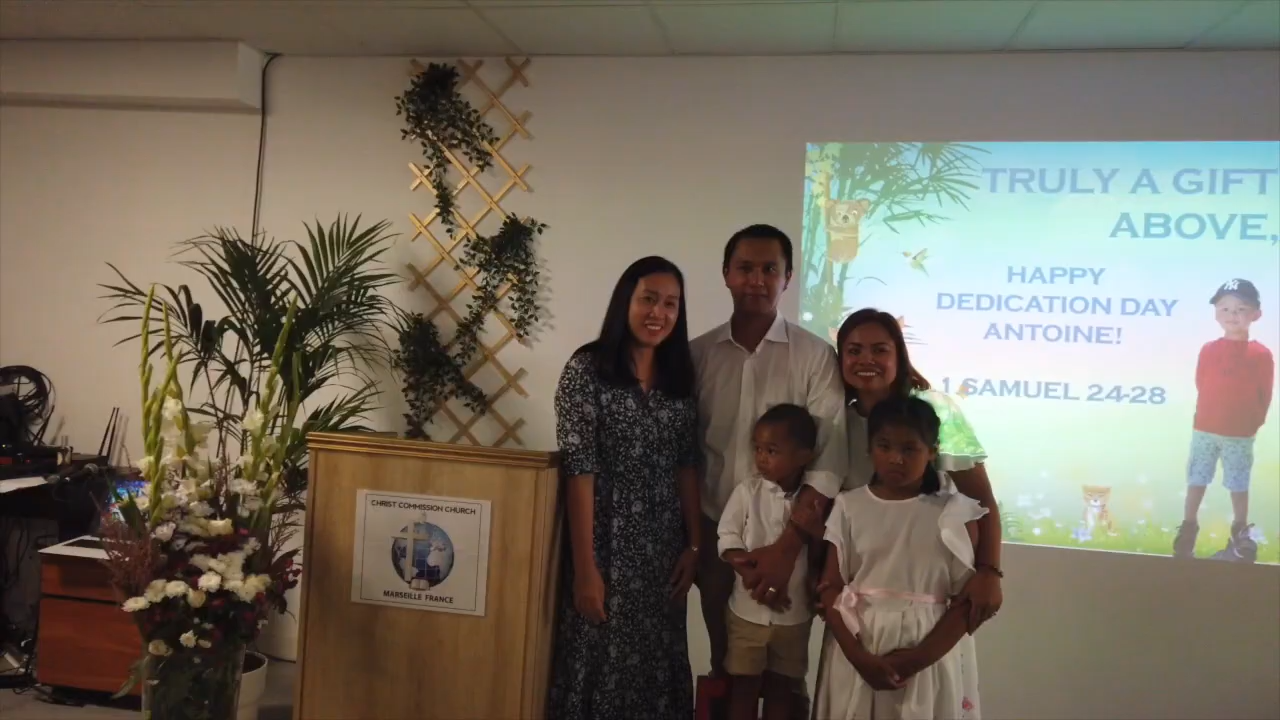 CHRIST COMMISSION CHURCH
MARSEILLE FRANCE
TRULY A GIFT
ABOVE,
HAPPY
DEDICATION DAY
ANTOINE!
1 SAMUEL 24-28